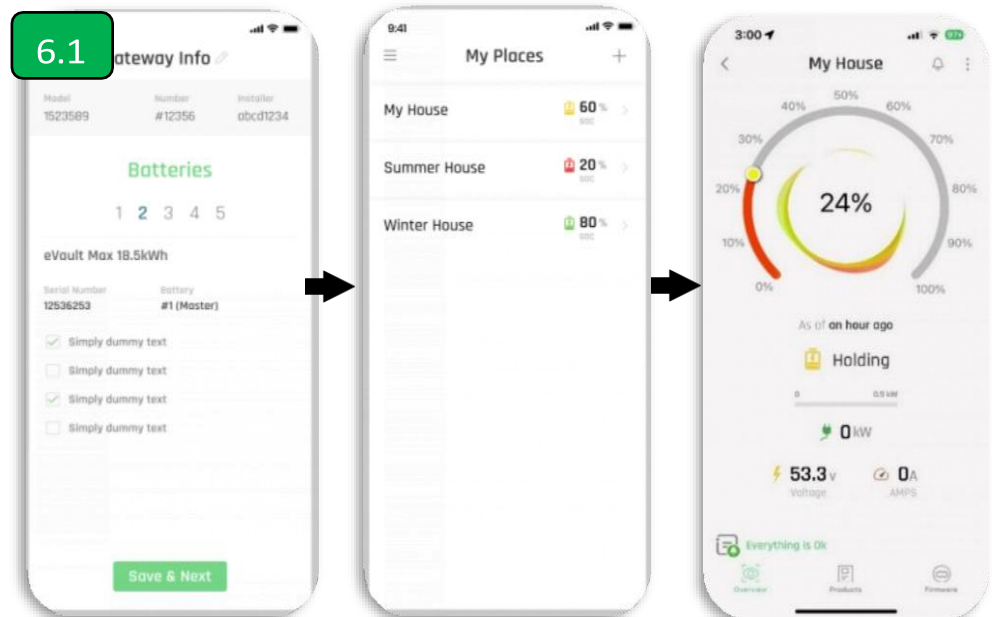 6.1
ateway Info
Model Number Installer
1523589 #12356 abcd1234
Batteries
1 2 3 4 5
eVault Max 18.5kWh
Serial Number Battery
12536253 #1 (Master)
Simply dummy text
Simply dummy text
Simply dummy text
Simply dummy text
Save & Next
9:41
My Places +
My House 60 %
SOC
Summer House 20 %
SOC
Winter House 80 %
SOC
3:00
My House
50%
40% 60%
30% 70%
20% 80%
24%
10% 90%
0% 100%
As of an hour ago
Holding
0 0.5 kW
0 kW
53.3 V 0 A
Voltage AMPS
Everything is Ok
Overview Products Firmware